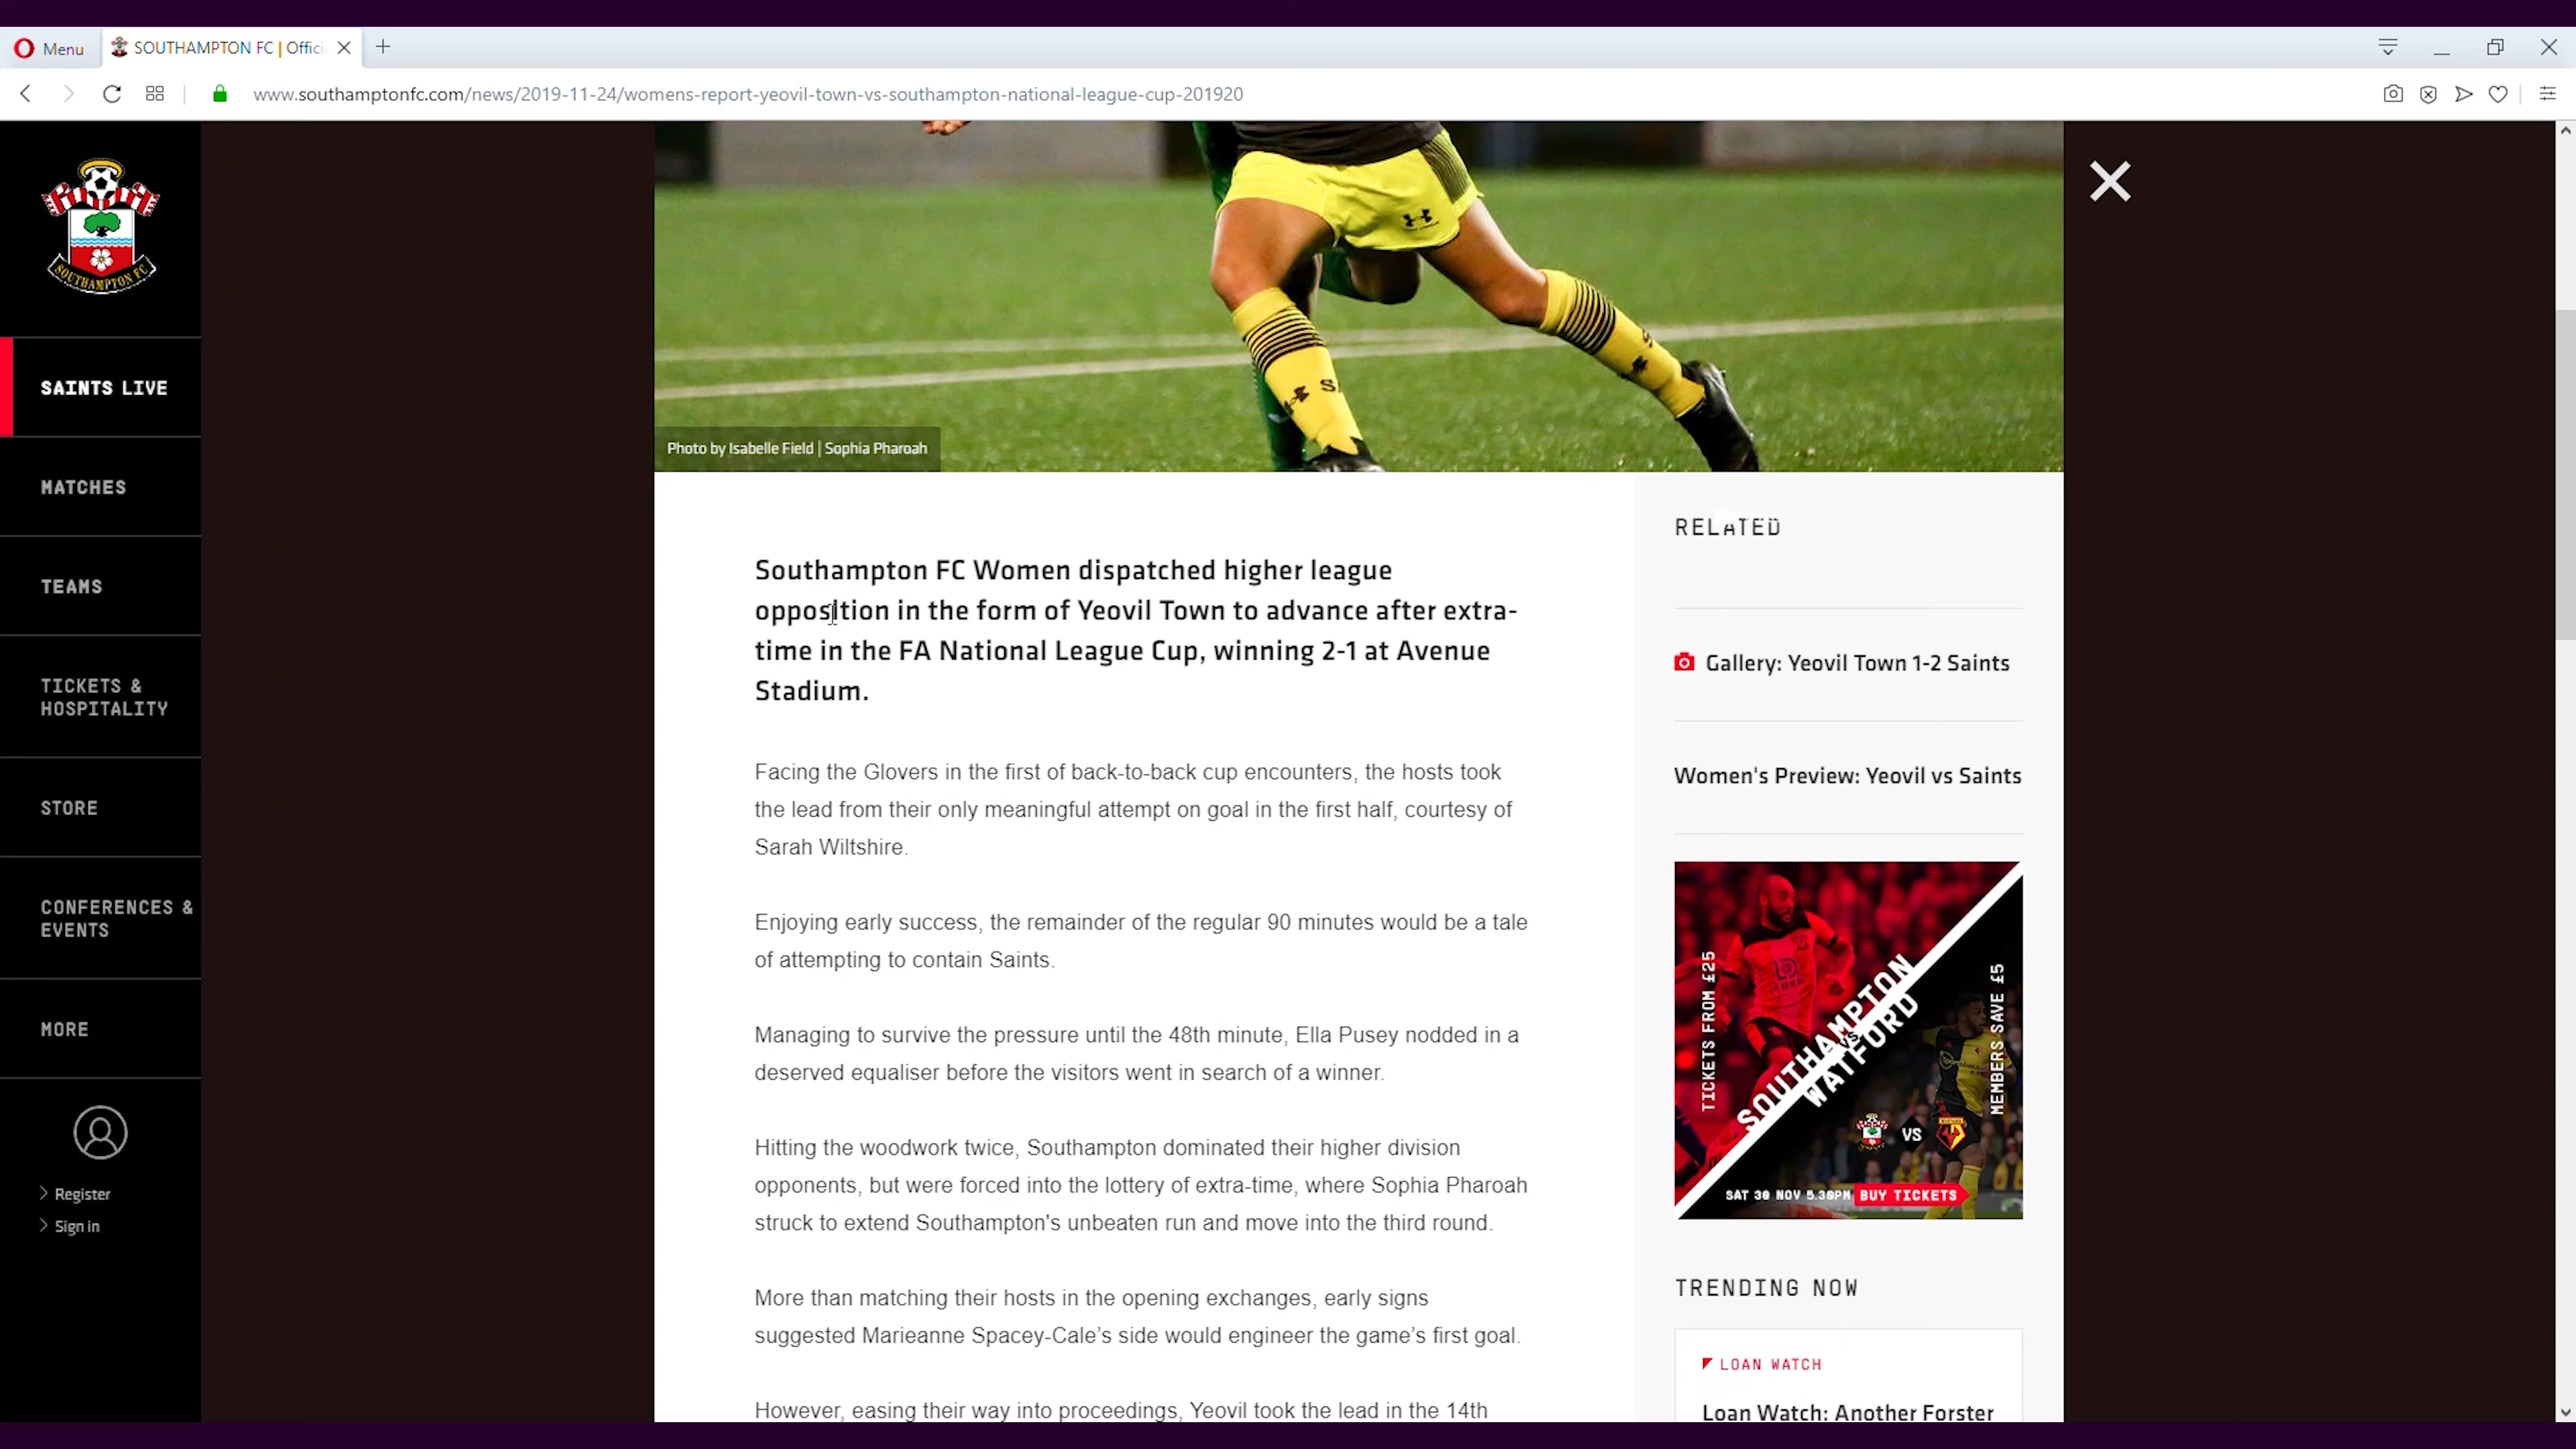 Menu
SOUTHAMPTON FC | Offici
www.southamptonfc.com/news/2019-11-24/womens-report-yeovil-town-vs-southampton-national-league-cup-201920
SOUTHAMPTON FC
SAINTS LIVE
MATCHES
TEAMS
TICKETS &
HOSPITALITY
STORE
CONFERENCES &
EVENTS
MORE
Register
Sign in
Photo by Isabelle Field | Sophia Pharoah
Southampton FC Women dispatched higher league
opposition in the form of Yeovil Town to advance after extra-
time in the FA National League Cup, winning 2-1 at Avenue
Stadium.
Facing the Glovers in the first of back-to-back cup encounters, the hosts took
the lead from their only meaningful attempt on goal in the first half, courtesy of
Sarah Wiltshire.
Enjoying early success, the remainder of the regular 90 minutes would be a tale
of attempting to contain Saints.
Managing to survive the pressure until the 48th minute, Ella Pusey nodded in a
deserved equaliser before the visitors went in search of a winner.
Hitting the woodwork twice, Southampton dominated their higher division
opponents, but were forced into the lottery of extra-time, where Sophia Pharoah
struck to extend Southampton's unbeaten run and move into the third round.
More than matching their hosts in the opening exchanges, early signs
suggested Marieanne Spacey-Cale’s side would engineer the game’s first goal.
However, easing their way into proceedings, Yeovil took the lead in the 14th
RELATED
Gallery: Yeovil Town 1-2 Saints
Women's Preview: Yeovil vs Saints
TICKETS FROM £25
SOUTHAMPTON
VS
WATFORD
MEMBERS SAVE £5
VS
SAT 30 NOV 5.30PM BUY TICKETS
TRENDING NOW
LOAN WATCH
Loan Watch: Another Forster